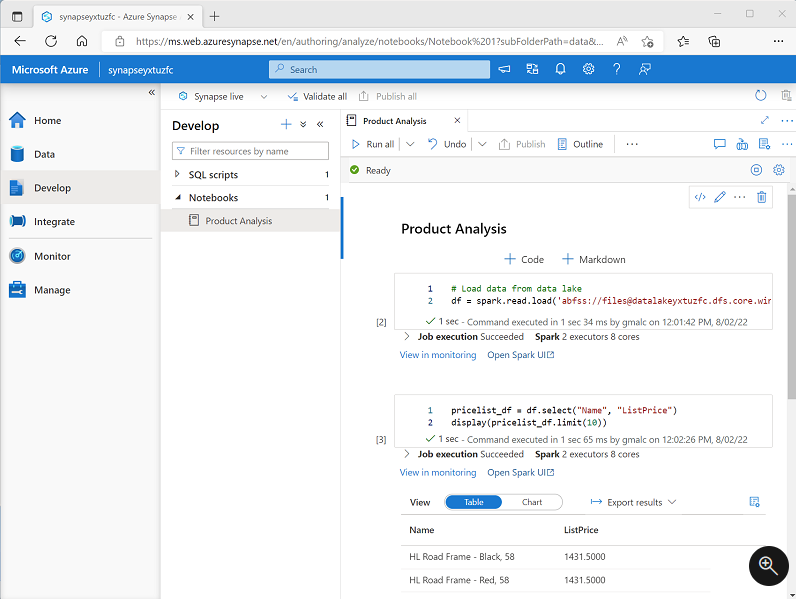 synapseyxtuzfc - Azure Synapse
https://ms.web.azuresynapse.net/en/authoring/analyze/notebooks/Notebook%201?subFolderPath=data&...
Microsoft Azure synapseyxtuzfc Search
Synapse live Validate all Publish all
Home
Data
Develop
Integrate
Monitor
Manage
Develop
Filter resources by name
SQL scripts 1
Notebooks 1
Product Analysis
Product Analysis
Run all Undo Publish Outline
Ready
Product Analysis
+ Code + Markdown
1 # Load data from data lake
2 df = spark.read.load('abfss://files@datalakeyxtuzfc.dfs.core.win
[2] 1 sec - Command executed in 1 sec 34 ms by gmalc on 12:01:42 PM, 8/02/22
Job execution Succeeded Spark 2 executors 8 cores
View in monitoring Open Spark UI
1 pricelist_df = df.select("Name", "ListPrice")
2 display(pricelist_df.limit(10))
[3] 1 sec - Command executed in 1 sec 65 ms by gmalc on 12:02:26 PM, 8/02/22
Job execution Succeeded Spark 2 executors 8 cores
View in monitoring Open Spark UI
View Table Chart Export results
Name ListPrice
HL Road Frame - Black, 58 1431.5000
HL Road Frame - Red, 58 1431.5000